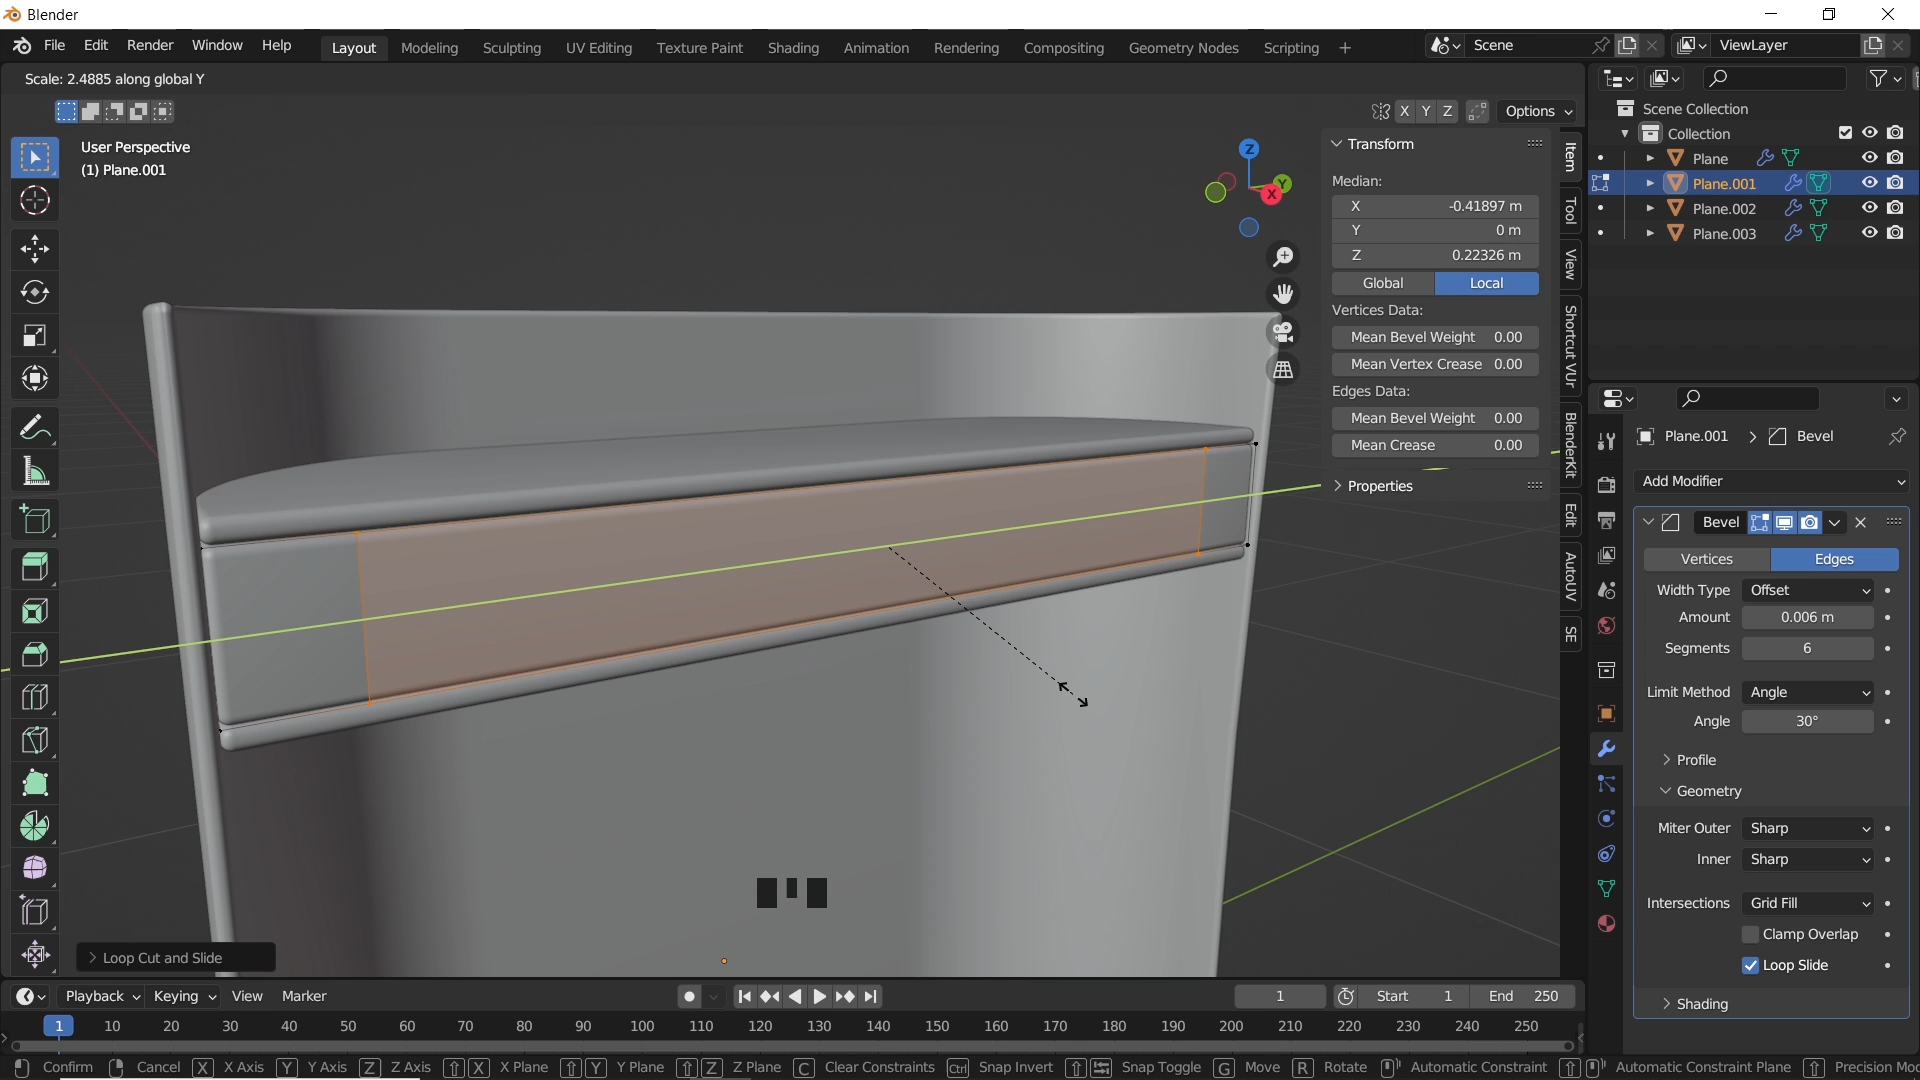 Blender
File Edit Render Window Help Layout Modeling Sculpting UV Editing Texture Paint Shading Animation Rendering Compositing Geometry Nodes Scripting + Scene ViewLayer
Scale: 2.4885 along global Y
X Y Z Options
User Perspective
(1) Plane.001
Z
Y
X
Transform
Median:
X -0.41897 m
Y 0 m
Z 0.22326 m
Global Local
Vertices Data:
Mean Bevel Weight 0.00
Mean Vertex Crease 0.00
Edges Data:
Mean Bevel Weight 0.00
Mean Crease 0.00
Properties
Item
Tool
View
Shortcut VUr
BlenderKit
Edit
AutoUV
SE
Scene Collection
Collection
Plane
Plane.001
Plane.002
Plane.003
Plane.001 > Bevel
Add Modifier
Bevel
Vertices Edges
Width Type Offset
Amount 0.006 m
Segments 6
Limit Method Angle
Angle 30°
Profile
Geometry
Miter Outer Sharp
Inner Sharp
Intersections Grid Fill
Clamp Overlap
Loop Slide
Shading
Loop Cut and Slide
Playback Keying View Marker 1 Start 1 End 250
1 10 20 30 40 50 60 70 80 90 100 110 120 130 140 150 160 170 180 190 200 210 220 230 240 250
Confirm Cancel X X Axis Y Y Axis Z Z Axis X X Plane Y Y Plane Z Z Plane C Clear Constraints Ctrl Snap Invert Snap Toggle G Move R Rotate Automatic Constraint Automatic Constraint Plane Precision Mo